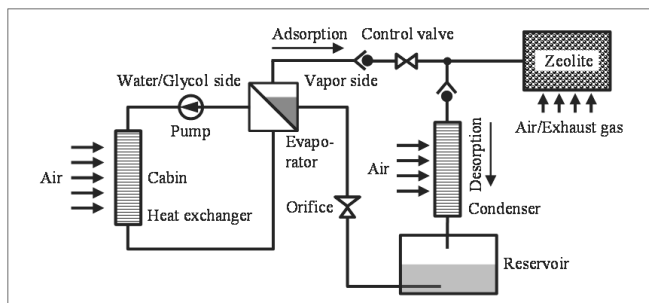 Adsorption
Control valve
Zeolite
Water/Glycol side
Vapor side
Air/Exhaust gas
Pump
Evapo-
rator
Desorption
Air
Cabin
Air
Orifice
Heat exchanger
Condenser
Reservoir